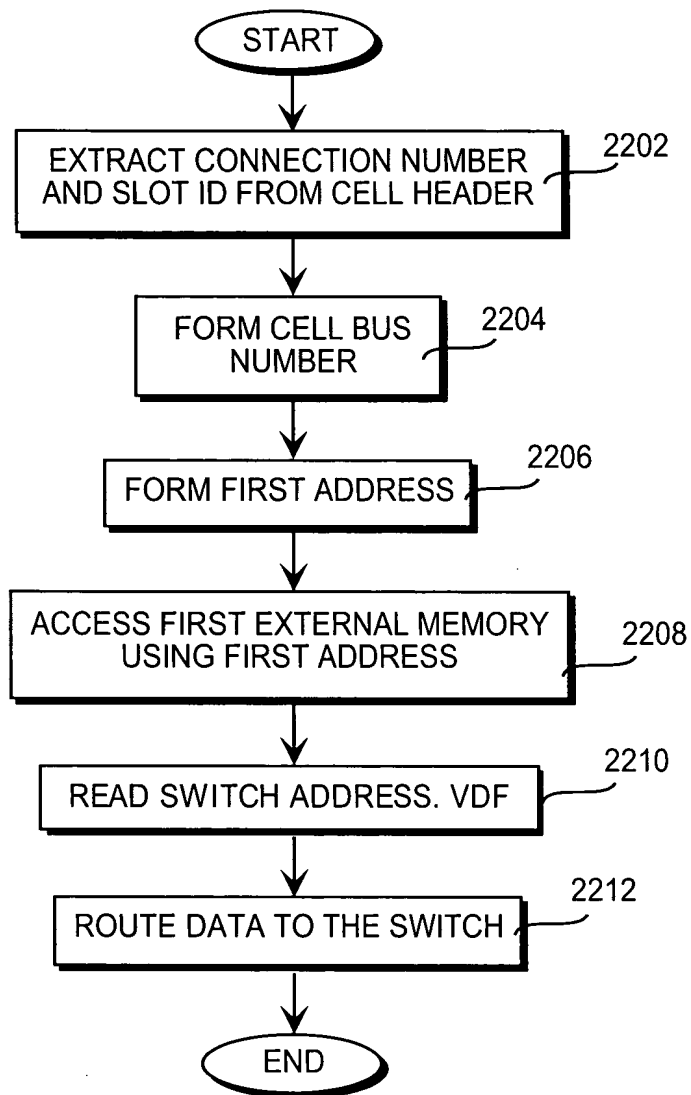 START
EXTRACT CONNECTION NUMBER
AND SLOT ID FROM CELL HEADER
2202
FORM CELL BUS
NUMBER
2204
FORM FIRST ADDRESS
2206
ACCESS FIRST EXTERNAL MEMORY
USING FIRST ADDRESS
2208
READ SWITCH ADDRESS. VDF
2210
ROUTE DATA TO THE SWITCH
2212
END